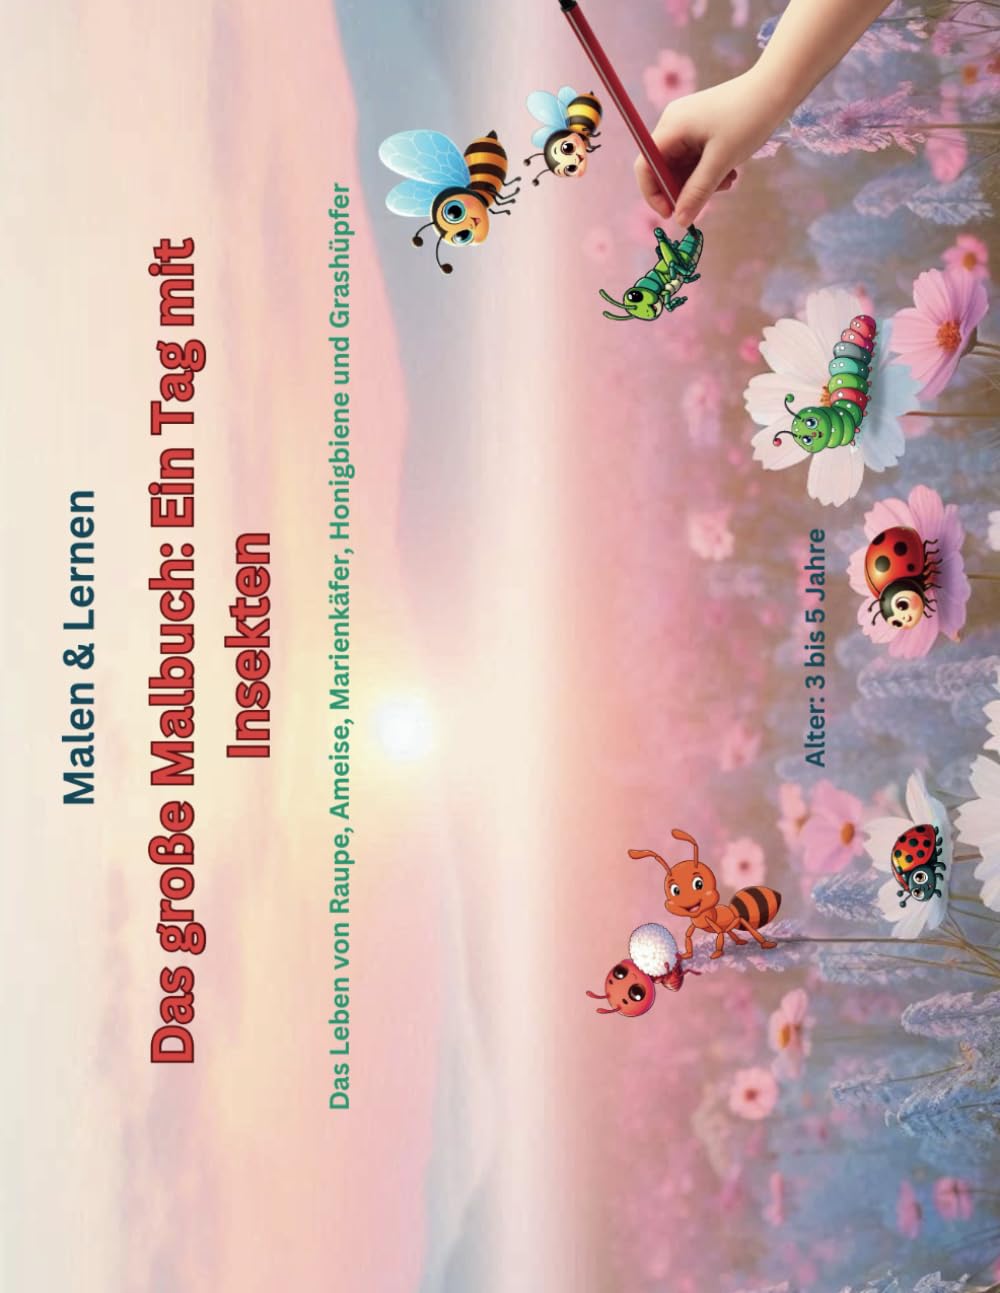 Malen & Lernen
Das große Malbuch: Ein Tag mit
Insekten
Das Leben von Raupe, Ameise, Marienkäfer, Honigbiene und Grashüpfer
Alter: 3 bis 5 Jahre